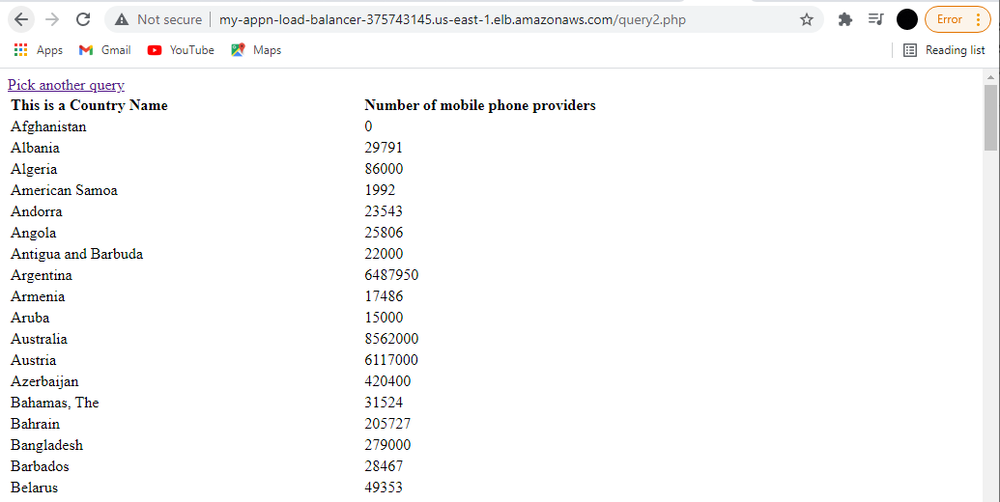 Not secure my-appn-load-balancer-375743145.us-east-1.elb.amazonaws.com/query2.php Error
Apps Gmail YouTube Maps Reading list
Pick another query
This is a Country Name Number of mobile phone providers
Afghanistan 0
Albania 29791
Algeria 86000
American Samoa 1992
Andorra 23543
Angola 25806
Antigua and Barbuda 22000
Argentina 6487950
Armenia 17486
Aruba 15000
Australia 8562000
Austria 6117000
Azerbaijan 420400
Bahamas, The 31524
Bahrain 205727
Bangladesh 279000
Barbados 28467
Belarus 49353